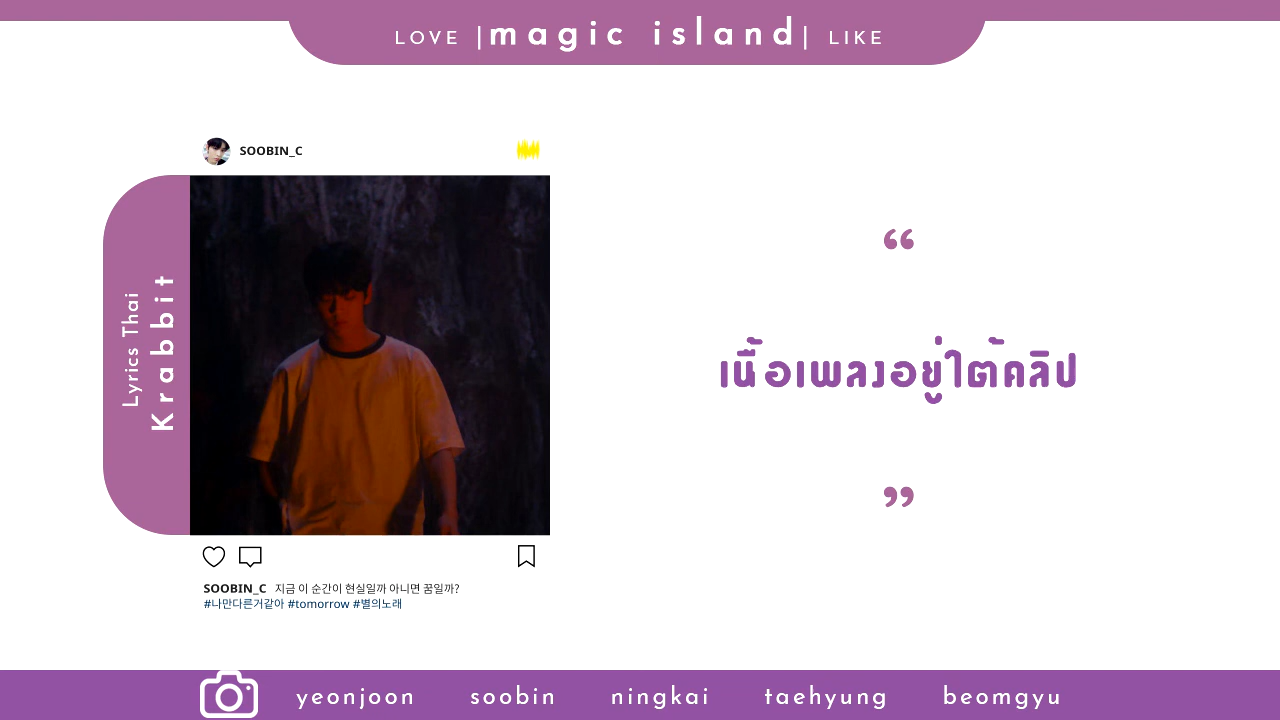 LOVE |magic island| LIKE
SOOBIN_C
Lyrics Thai
Krabbit
“
เนื้อเพลงอยู่ใต้คลิป
”
SOOBIN_C 지금 이 순간이 현실일까 아니면 꿈일까?
#나만다른거같아 #tomorrow #별의노래
yeonjoon soobin ningkai taehyung beomgyu